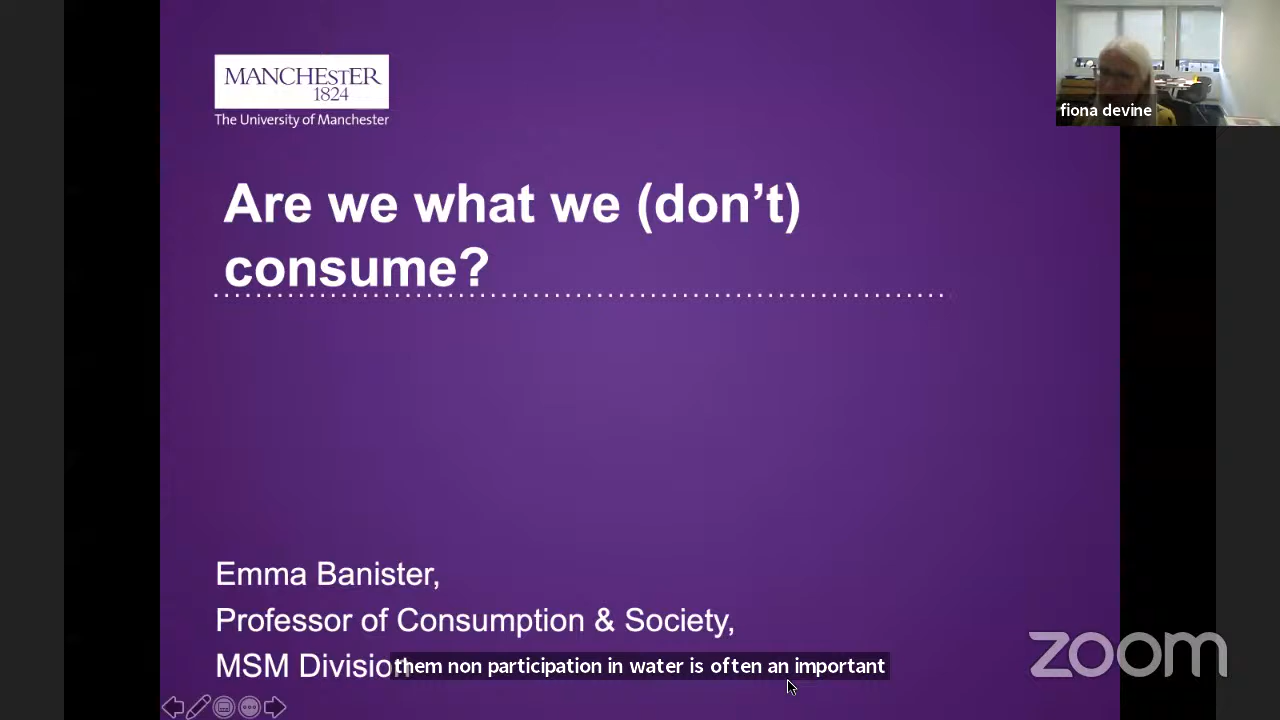 MANCHESTER
1824
The University of Manchester
fiona devine
Are we what we (don't)
consume?
Emma Banister,
Professor of Consumption & Society,
MSM Division
them non participation in water is often an important
zoom